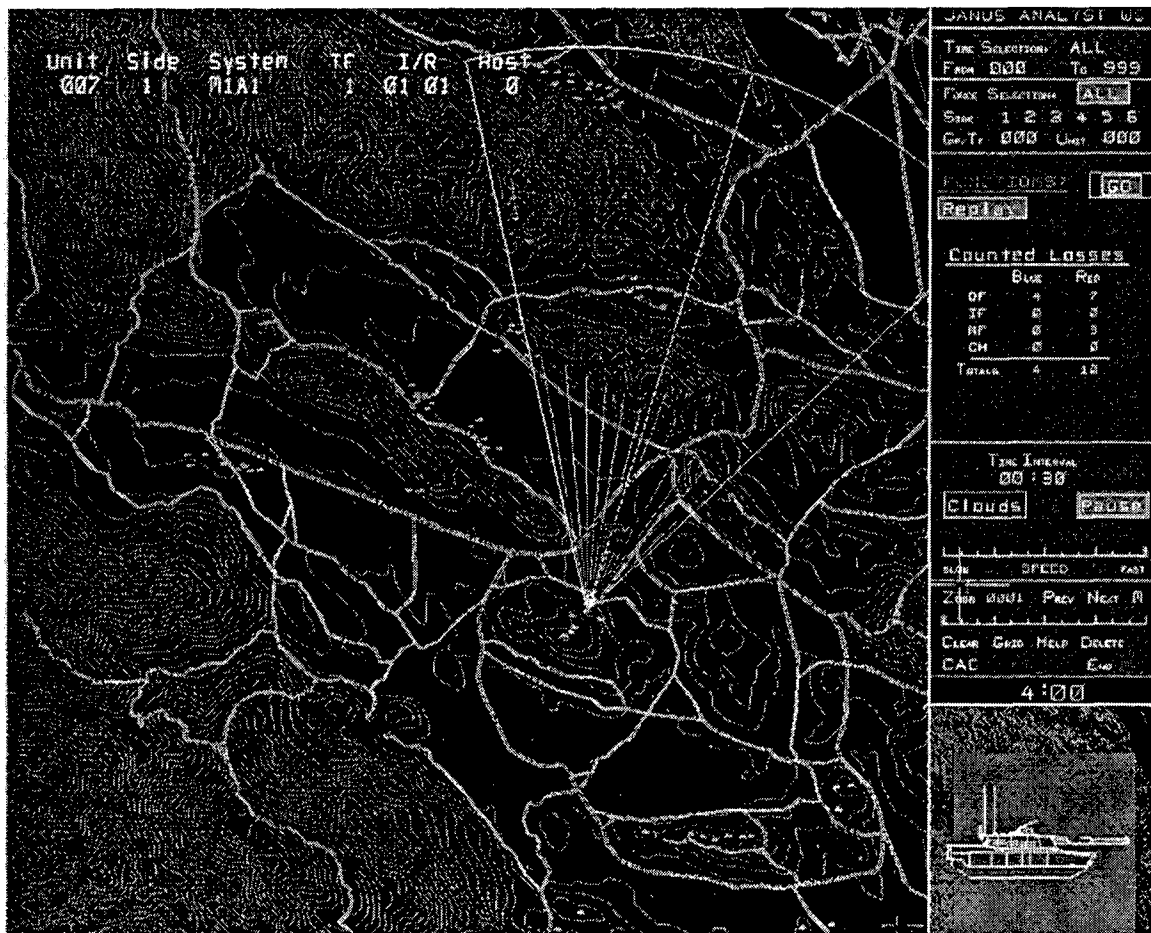 JANUS ANALYST WS
Unit Side System TF I/R Host
007 1 M1A1 1 01 01 0
TIME SELECTION: ALL
FROM 000 TO 999
FORCE SELECTION: ALL
SIDE 1 2 3 4 5 6
GP/TF 000 UNIT 000
FUNCTIONS: GO
Replay
Counted Losses
BLUE RED
DF 4 7
IF 0 0
MF 0 3
CH 0 0
TOTALS 4 10
TIME INTERVAL
00:30
Clouds Pause
SLOW SPEED FAST
ZOOM 0001 PREV NEXT M
CLEAR GRID HELP DELETE
CAC END
4:00